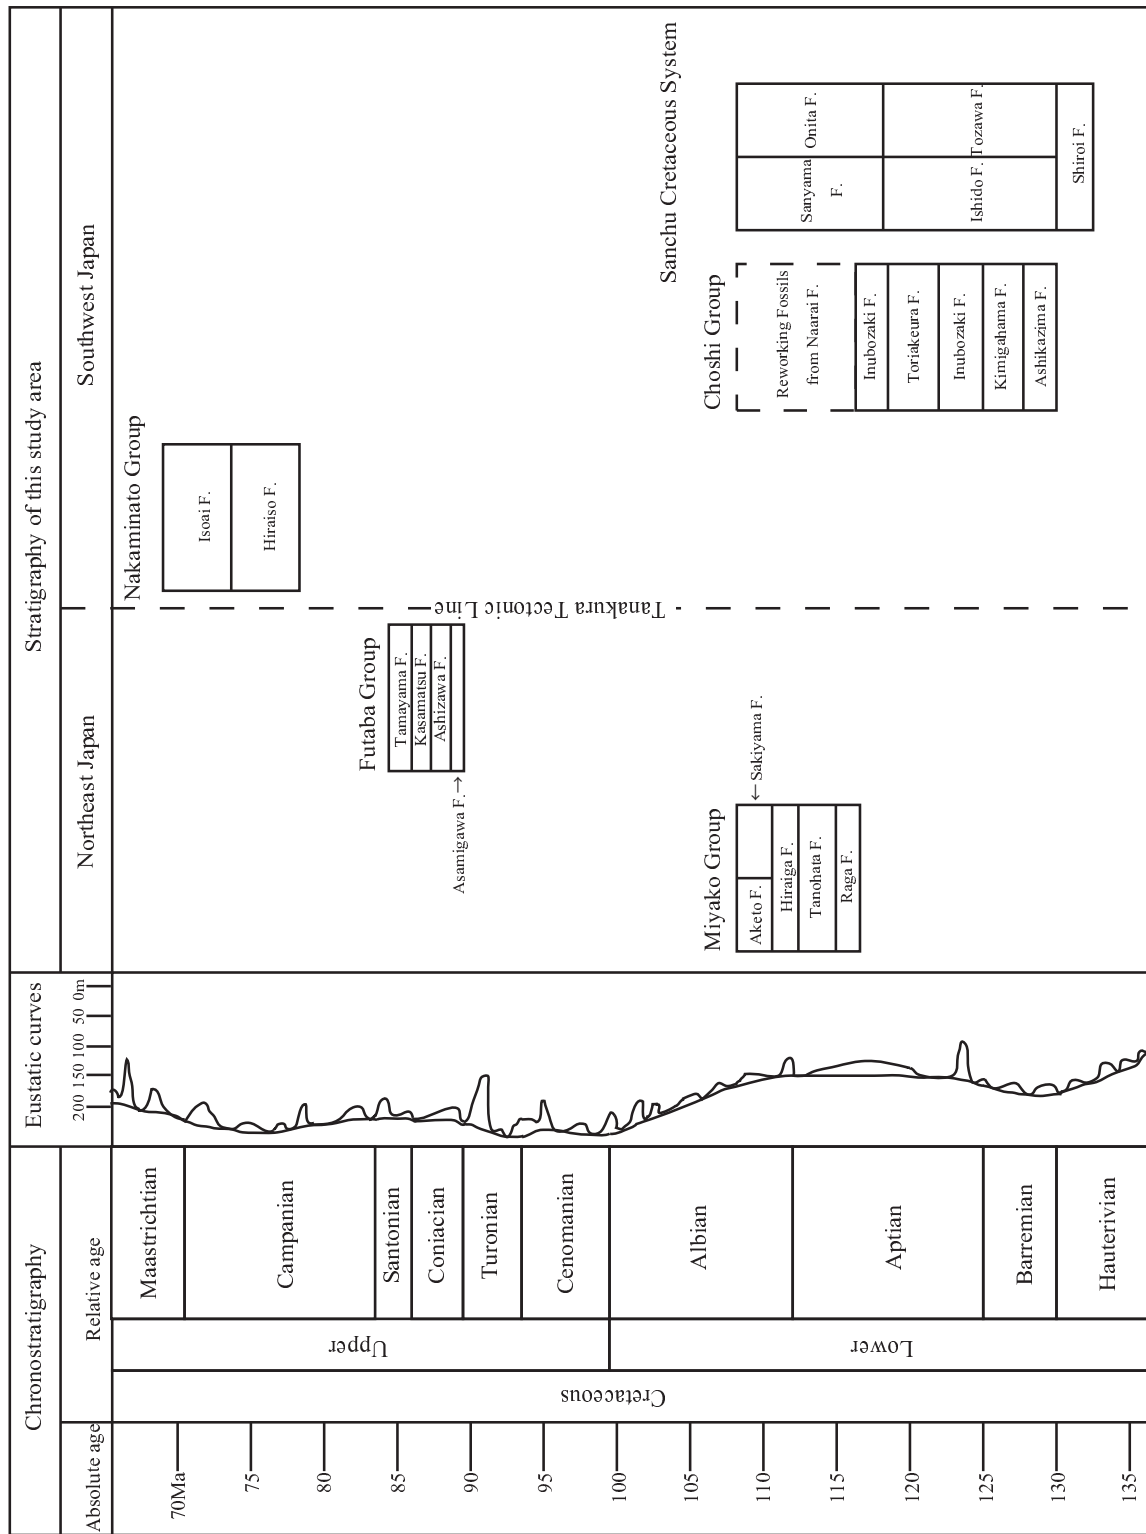 Chronostratigraphy
Eustatic curves
Stratigraphy of this study area
Absolute age
Relative age
200 150 100 50 0m
Northeast Japan
Southwest Japan
70Ma
75
80
85
90
95
100
105
110
115
120
125
130
135
Cretaceous
Upper
Lower
Maastrichtian
Campanian
Santonian
Coniacian
Turonian
Cenomanian
Albian
Aptian
Barremian
Hauterivian
Miyako Group
Aketo F.
← Sakiyama F.
Hiraiga F.
Tanohata F.
Raga F.
Futaba Group
Tamayama F.
Kasamatsu F.
Ashizawa F.
Asamigawa F. →
Tanakura Tectonic Line
Nakaminato Group
Isoai F.
Hiraiso F.
Choshi Group
Reworking Fossils
from Naarai F.
Inubozaki F.
Toriakeura F.
Inubozaki F.
Kimigahama F.
Ashikazima F.
Sanchu Cretaceous System
Sanyama
F.
Onita F.
Ishido F.
Tozawa F.
Shiroi F.